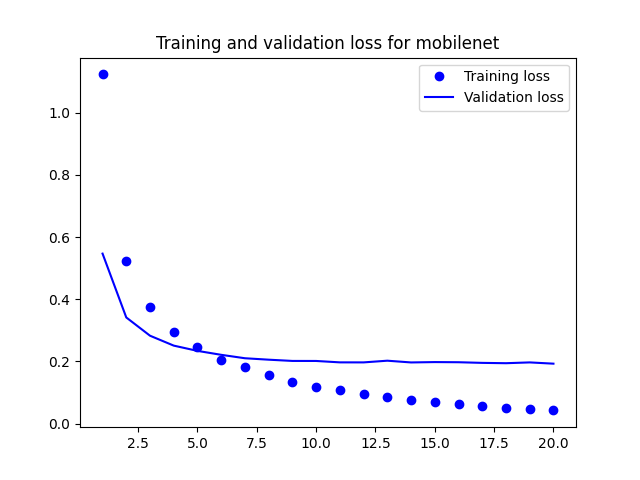 Training and validation loss for mobilenet
Training loss
Validation loss
1.0
0.8
0.6
0.4
0.2
0.0
2.5 5.0 7.5 10.0 12.5 15.0 17.5 20.0